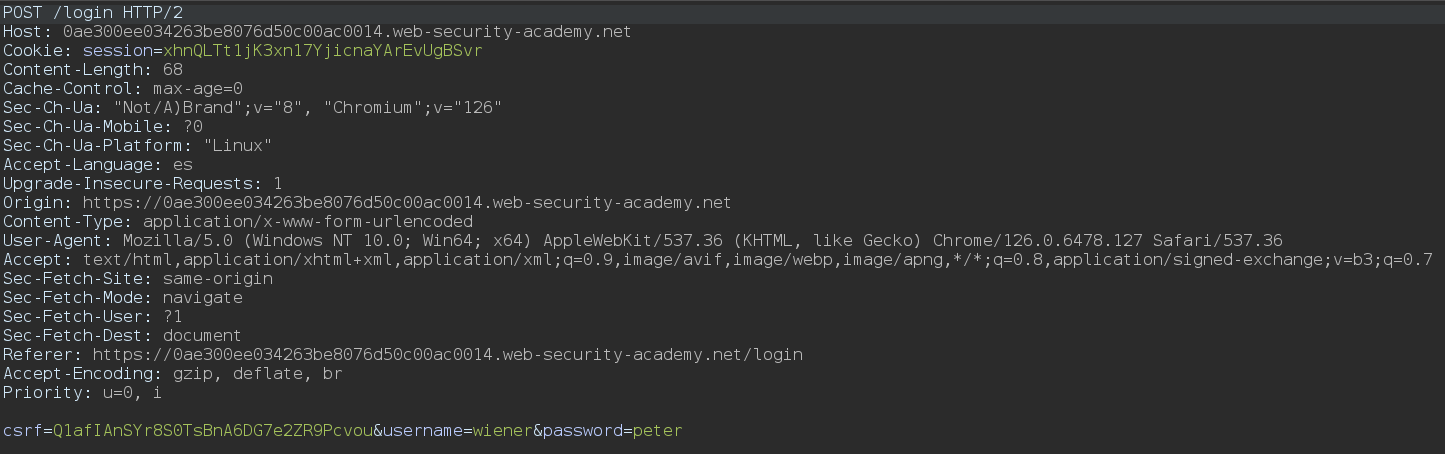 POST /login HTTP/2
Host: 0ae300ee034263be8076d50c00ac0014.web-security-academy.net
Cookie: session=xhnQLTt1jK3xn17YjicnaYArEvUgBSvr
Content-Length: 68
Cache-Control: max-age=0
Sec-Ch-Ua: "Not/A)Brand";v="8", "Chromium";v="126"
Sec-Ch-Ua-Mobile: ?0
Sec-Ch-Ua-Platform: "Linux"
Accept-Language: es
Upgrade-Insecure-Requests: 1
Origin: https://0ae300ee034263be8076d50c00ac0014.web-security-academy.net
Content-Type: application/x-www-form-urlencoded
User-Agent: Mozilla/5.0 (Windows NT 10.0; Win64; x64) AppleWebKit/537.36 (KHTML, like Gecko) Chrome/126.0.6478.127 Safari/537.36
Accept: text/html,application/xhtml+xml,application/xml;q=0.9,image/avif,image/webp,image/apng,*/*;q=0.8,application/signed-exchange;v=b3;q=0.7
Sec-Fetch-Site: same-origin
Sec-Fetch-Mode: navigate
Sec-Fetch-User: ?1
Sec-Fetch-Dest: document
Referer: https://0ae300ee034263be8076d50c00ac0014.web-security-academy.net/login
Accept-Encoding: gzip, deflate, br
Priority: u=0, i
csrf=Q1afIAnSYr8S0TsBnA6DG7e2ZR9Pcvou&username=wiener&password=peter